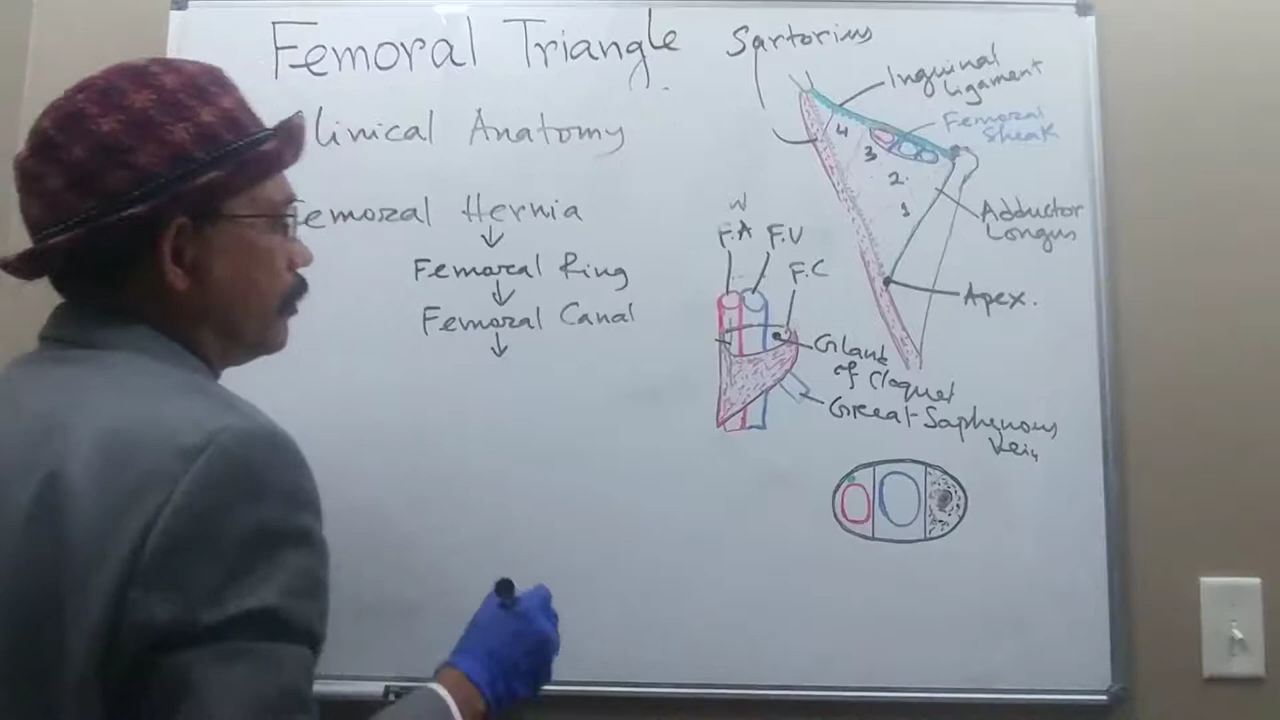 Femoral Triangle
linical Anatomy
emoral Hernia
Femoral Ring
Femoral Canal
Sartorius
Inguinal
Ligament
Femoral
Sheak
4
3
2.
1
Adductor
Longus
Apex.
F.A
F.V
F.C
Gland
of Cloquet
Great Saphenous
Vein